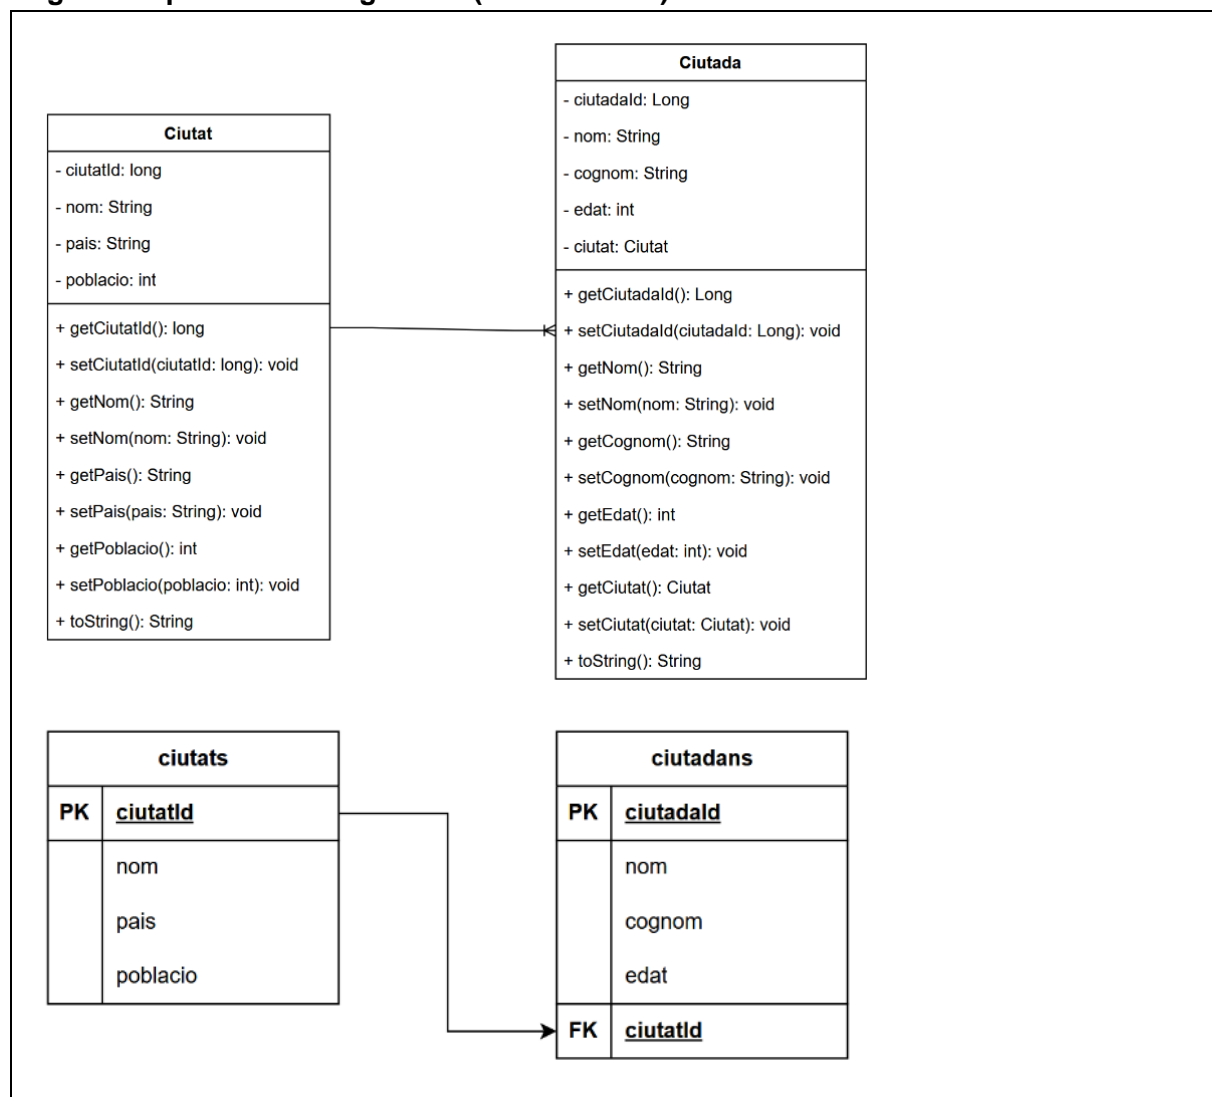 Ciutat
- ciutatId: long
- nom: String
- pais: String
- poblacio: int
+ getCiutatId(): long
+ setCiutatId(ciutatId: long): void
+ getNom(): String
+ setNom(nom: String): void
+ getPais(): String
+ setPais(pais: String): void
+ getPoblacio(): int
+ setPoblacio(poblacio: int): void
+ toString(): String
Ciutada
- ciutadaId: Long
- nom: String
- cognom: String
- edat: int
- ciutat: Ciutat
+ getCiutadaId(): Long
+ setCiutadaId(ciutadaId: Long): void
+ getNom(): String
+ setNom(nom: String): void
+ getCognom(): String
+ setCognom(cognom: String): void
+ getEdat(): int
+ setEdat(edat: int): void
+ getCiutat(): Ciutat
+ setCiutat(ciutat: Ciutat): void
+ toString(): String
ciutats
PK ciutatId
nom
pais
poblacio
ciutadans
PK ciutadaId
nom
cognom
edat
FK ciutatId